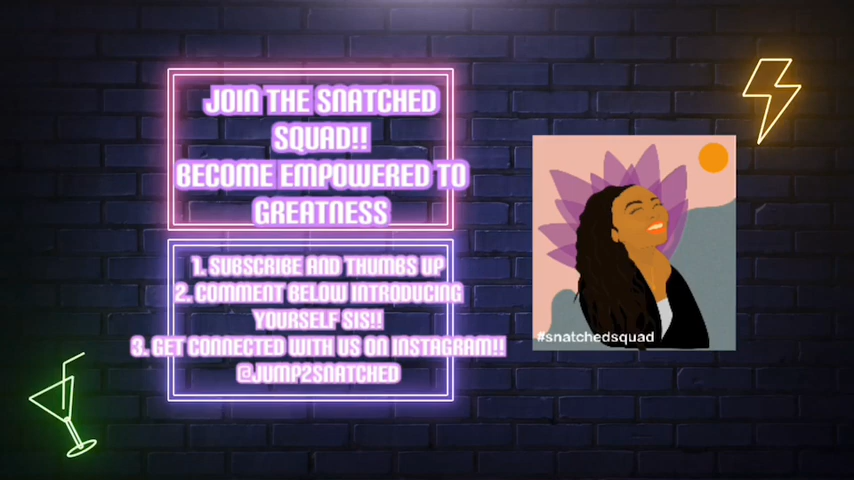 JOIN THE SNATCHED
SQUAD!!
BECOME EMPOWERED TO
GREATNESS
1. SUBSCRIBE AND THUMBS UP
2. COMMENT BELOW INTRODUCING
YOURSELF SIS!!
3. GET CONNECTED WITH US ON INSTAGRAM!!
@JUMP2SNATCHED
#snatchedsquad